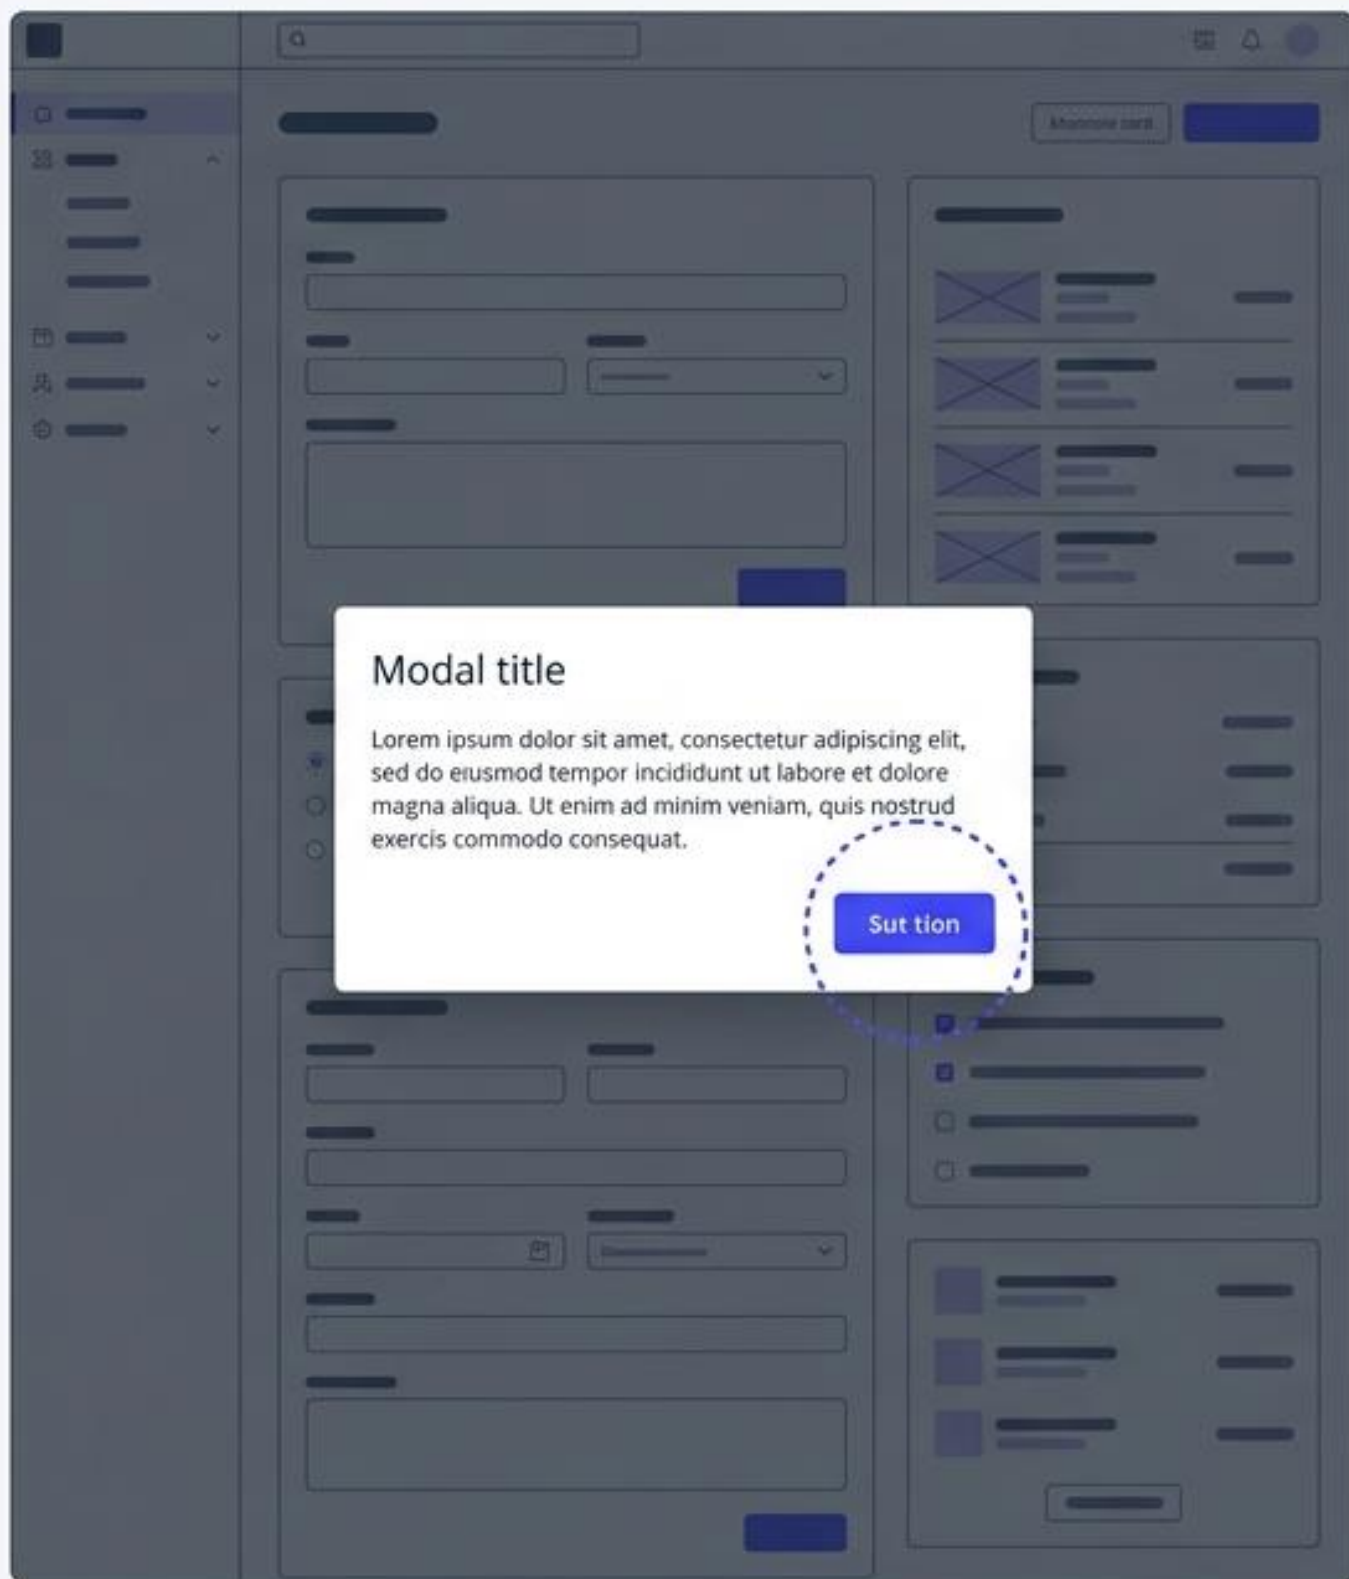 Modal title
Lorem ipsum dolor sit amet, consectetur adipiscing elit,
sed do eiusmod tempor incididunt ut labore et dolore
magna aliqua. Ut enim ad minim veniam, quis nostrud
exercis commodo consequat.
Sut tion